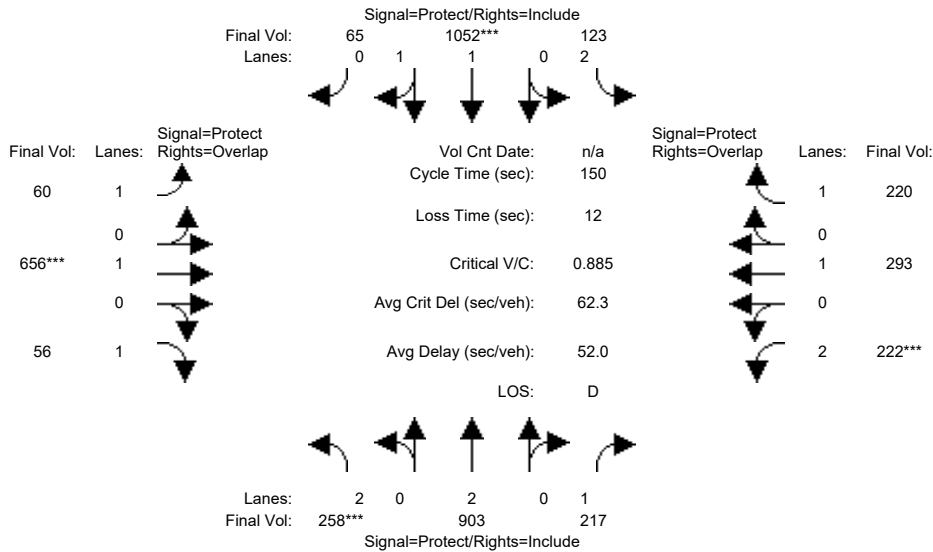 Signal=Protect/Rights=Include
Final Vol: 65 1052*** 123
Lanes: 0 1 1 0 2
Signal=Protect Signal=Protect
Final Vol: Lanes: Rights=Overlap Vol Cnt Date: n/a Rights=Overlap Lanes: Final Vol:
Cycle Time (sec): 150
60 1 1 220
Loss Time (sec): 12
0 0
656*** 1 Critical V/C: 0.885 1 293
0 Avg Crit Del (sec/veh): 62.3 0
56 1 Avg Delay (sec/veh): 52.0 2 222***
LOS: D
Lanes: 2 0 2 0 1
Final Vol: 258*** 903 217
Signal=Protect/Rights=Include